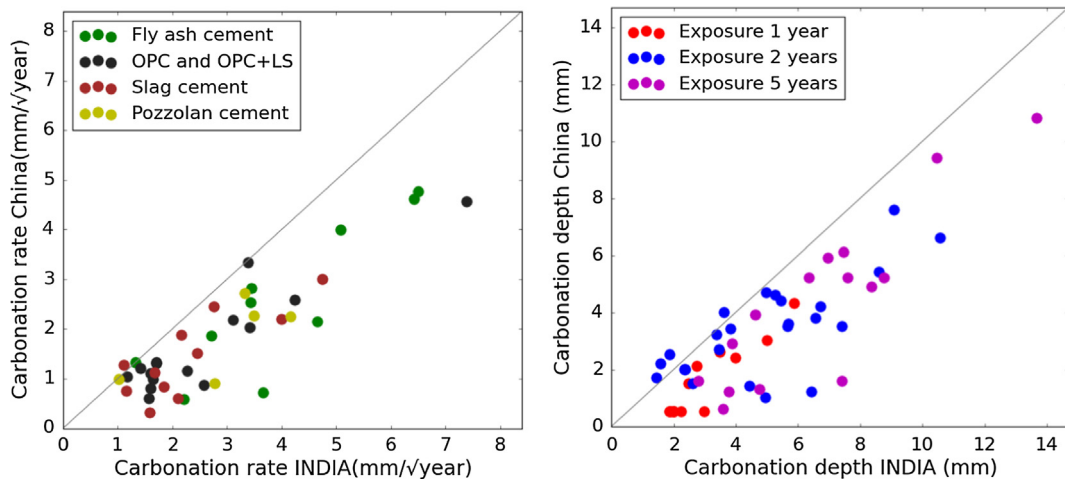 8
7
6
5
4
3
2
1
0
Carbonation rate China(mm/√year)
Fly ash cement
OPC and OPC+LS
Slag cement
Pozzolan cement
0 1 2 3 4 5 6 7 8
Carbonation rate INDIA(mm/√year)
14
12
10
8
6
4
2
0
Carbonation depth China (mm)
Exposure 1 year
Exposure 2 years
Exposure 5 years
0 2 4 6 8 10 12 14
Carbonation depth INDIA (mm)